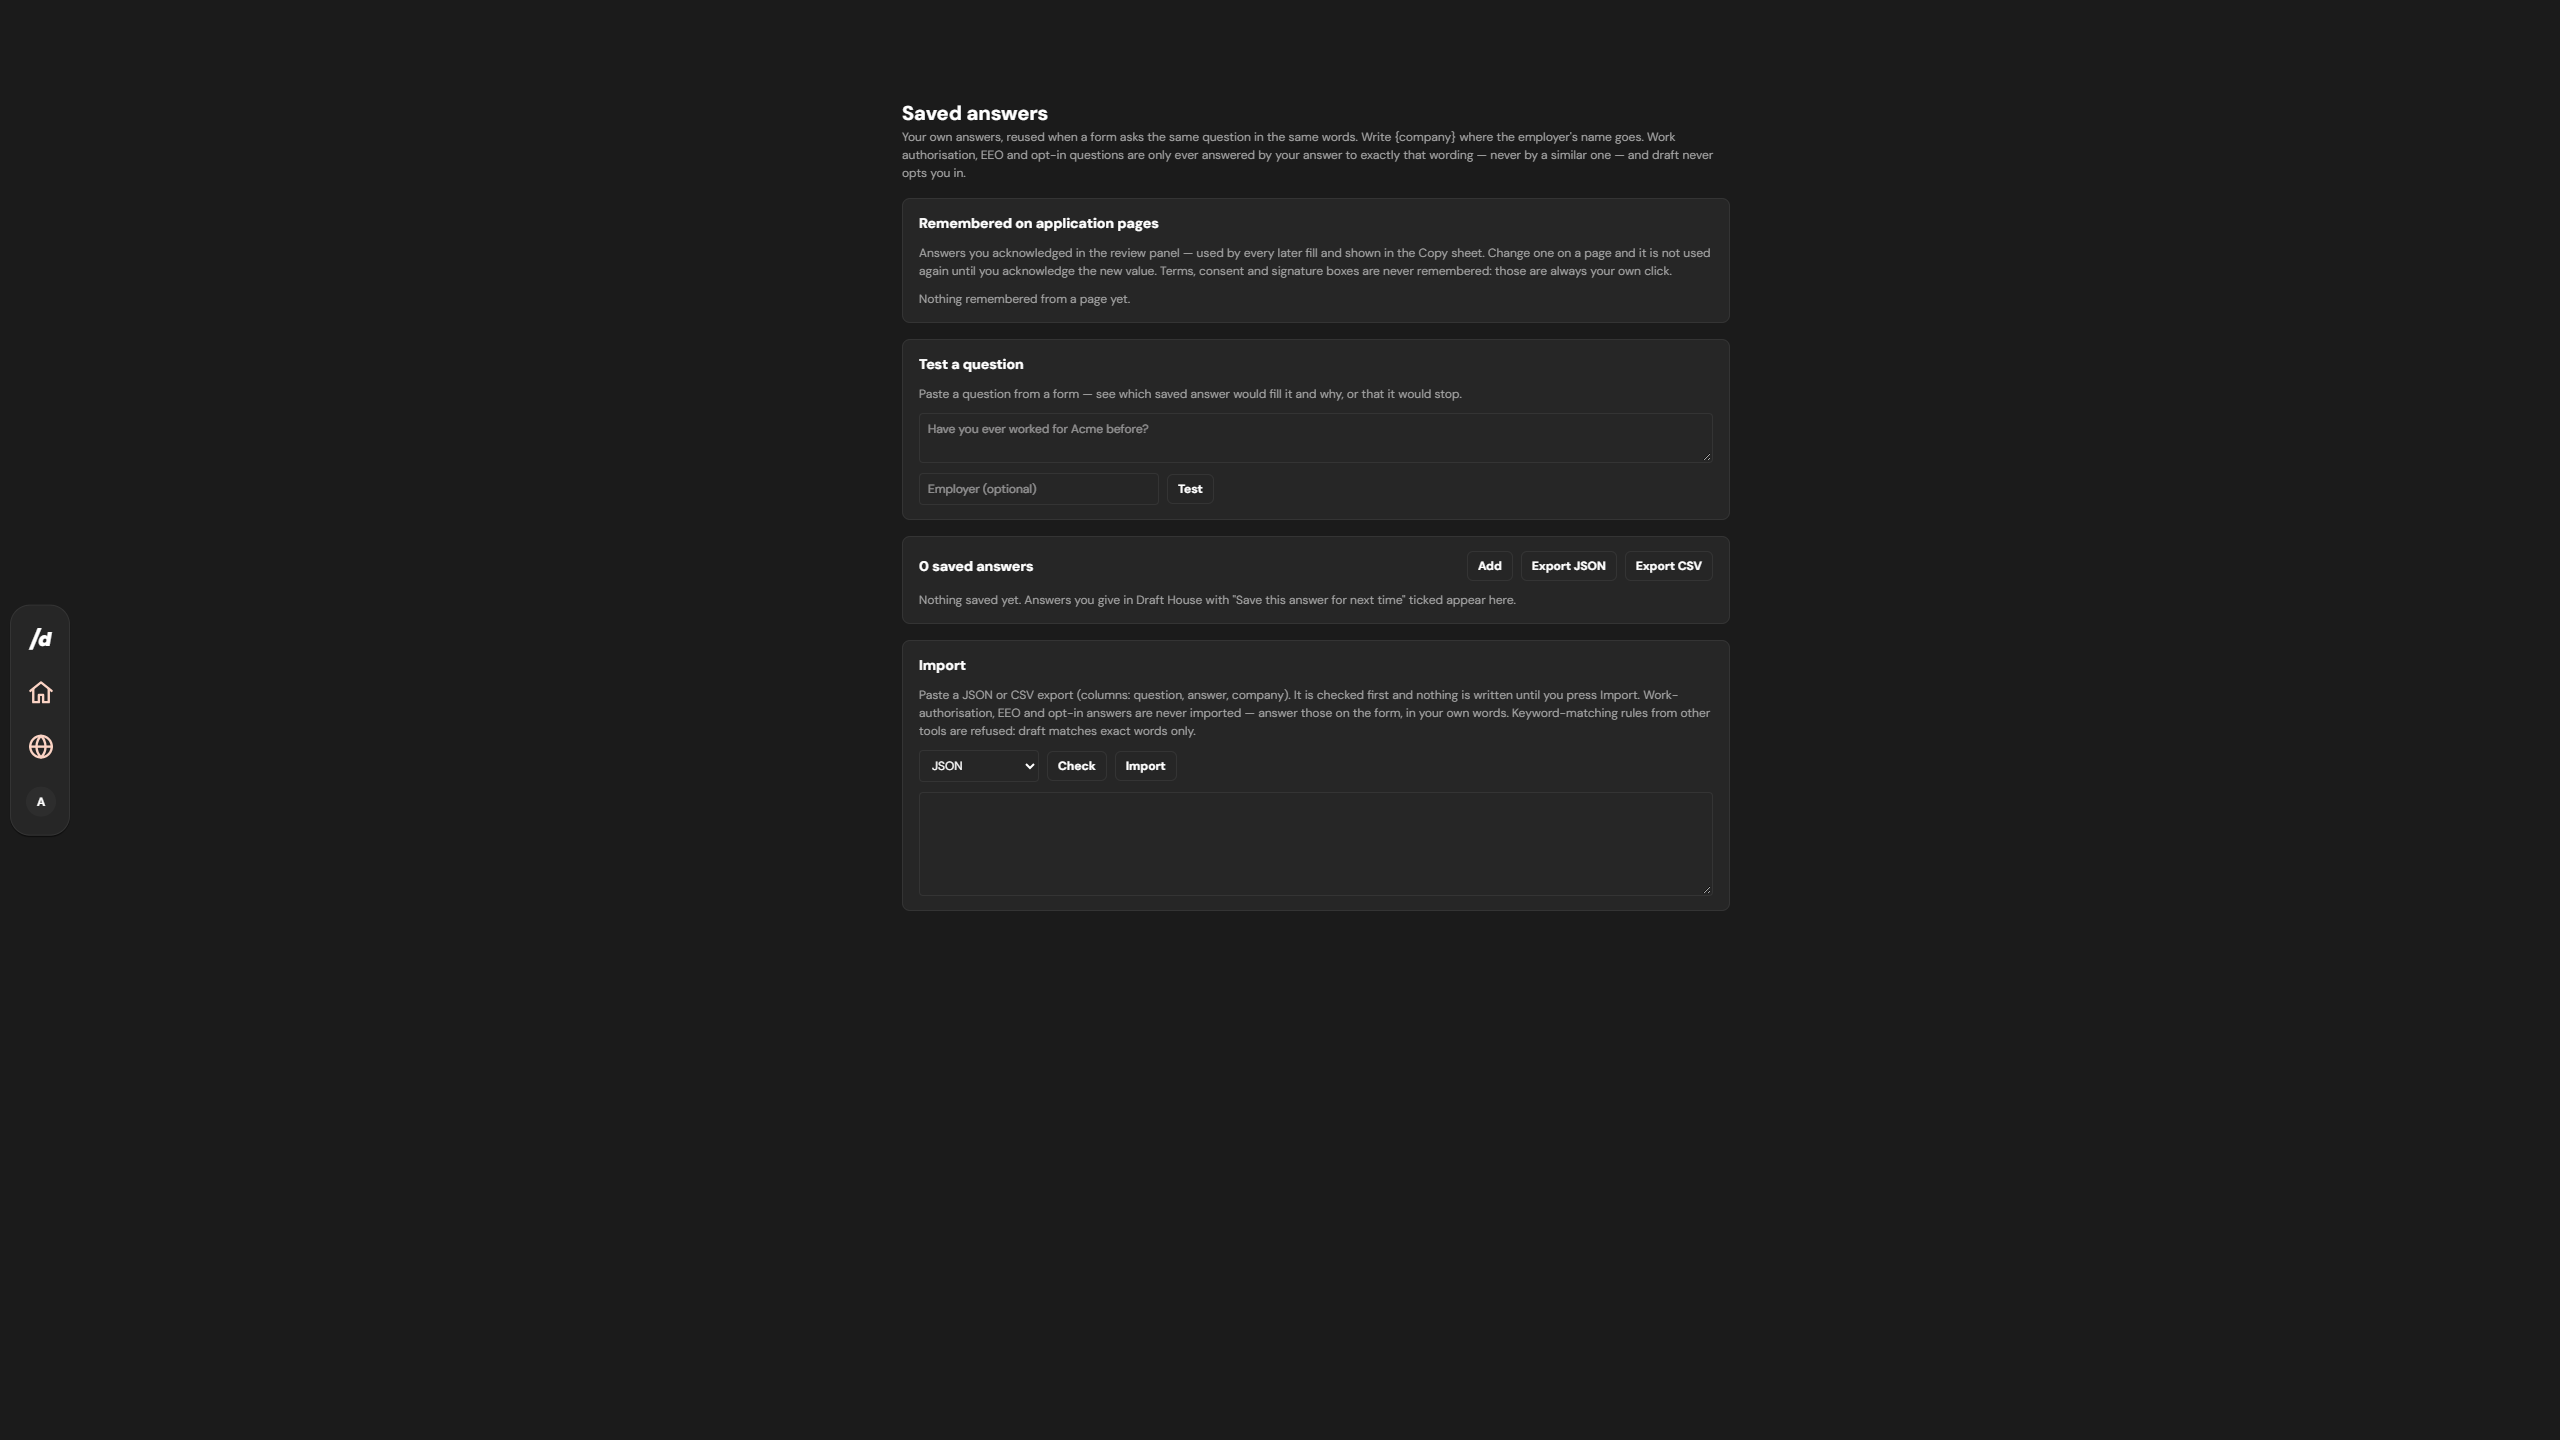 Saved answers
Your own answers, reused when a form asks the same question in the same words. Write {company} where the employer's name goes. Work
authorisation, EEO and opt-in questions are only ever answered by your answer to exactly that wording — never by a similar one — and draft never
opts you in.
Remembered on application pages
Answers you acknowledged in the review panel — used by every later fill and shown in the Copy sheet. Change one on a page and it is not used
again until you acknowledge the new value. Terms, consent and signature boxes are never remembered: those are always your own click.
Nothing remembered from a page yet.
Test a question
Paste a question from a form — see which saved answer would fill it and why, or that it would stop.
Have you ever worked for Acme before?
Employer (optional)
Test
0 saved answers
Add
Export JSON
Export CSV
Nothing saved yet. Answers you give in Draft House with "Save this answer for next time" ticked appear here.
/d
Import
Paste a JSON or CSV export (columns: question, answer, company). It is checked first and nothing is written until you press Import. Work-
authorisation, EEO and opt-in answers are never imported — answer those on the form, in your own words. Keyword-matching rules from other
tools are refused: draft matches exact words only.
JSON
Check
Import
A